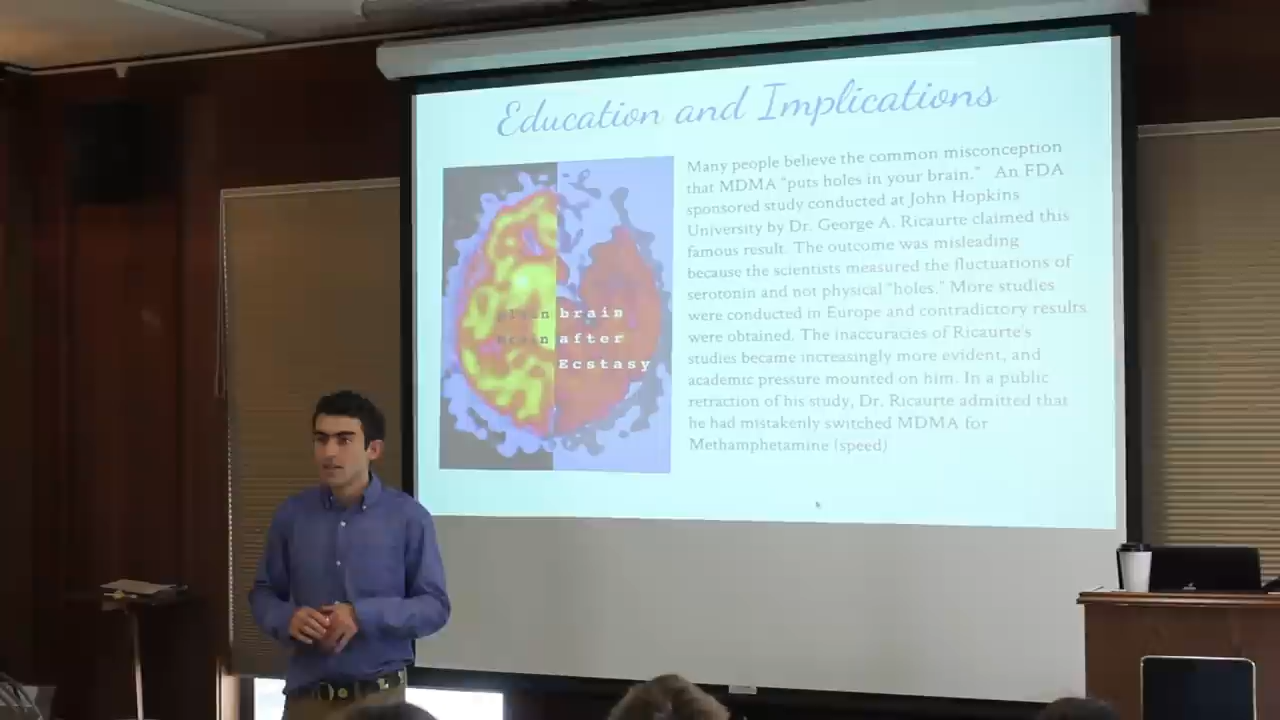 Education and Implications
Many people believe the common misconception
that MDMA "puts holes in your brain." An FDA
sponsored study conducted at John Hopkins
University by Dr. George A. Ricaurte claimed this
famous result. The outcome was misleading
because the scientists measured the fluctuations of
serotonin and not physical "holes." More studies
were conducted in Europe and contradictory results
were obtained. The inaccuracies of Ricaurte's
studies became increasingly more evident, and
academic pressure mounted on him. In a public
retraction of his study, Dr. Ricaurte admitted that
he had mistakenly switched MDMA for
Methamphetamine (speed)
plain brain
brain after
Ecstasy